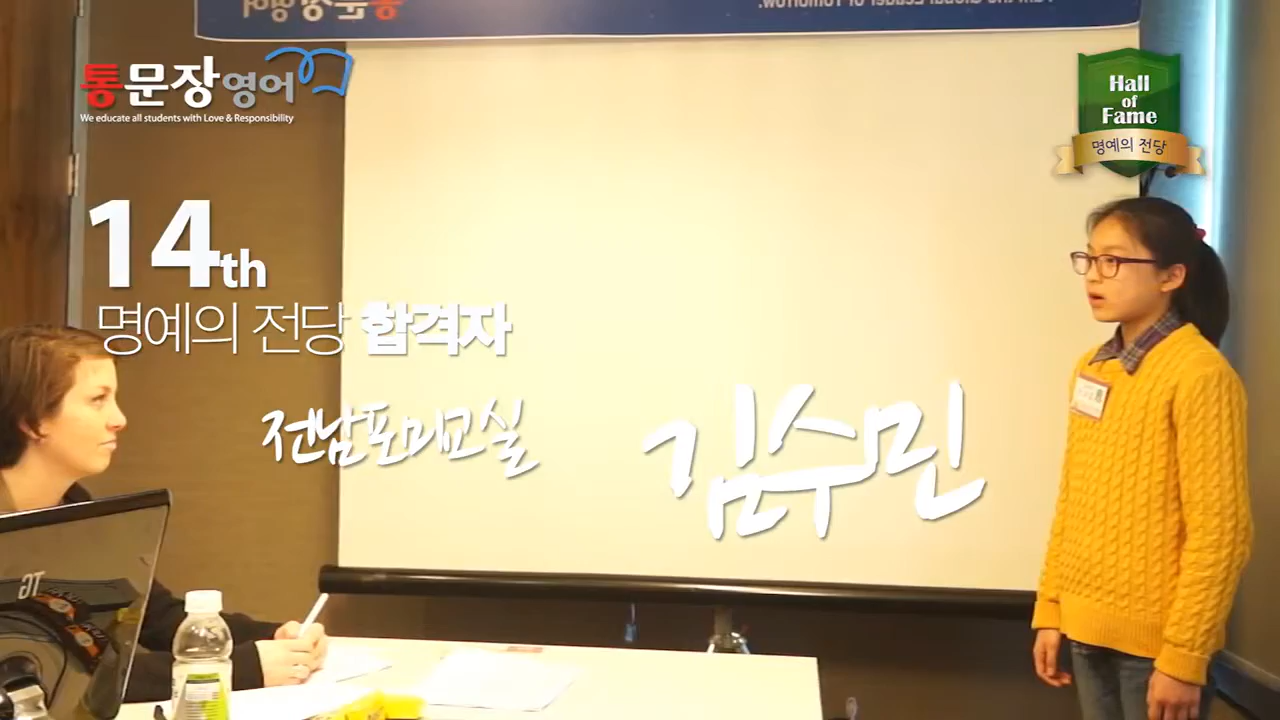 통문장영어
We educate all students with Love & Responsibility
Hall
of
Fame
명예의 전당
14th
명예의 전당 합격자
전남포미교실
김수민